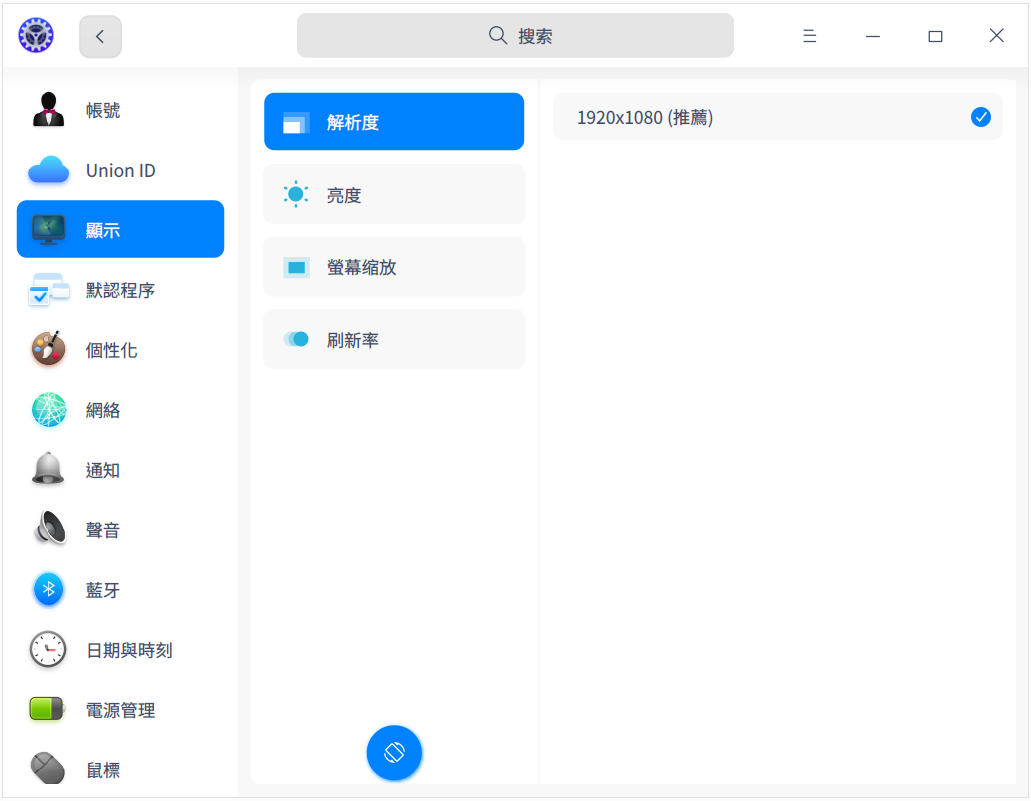 搜索
帳號
Union ID
顯示
默認程序
個性化
網絡
通知
聲音
藍牙
日期與時刻
電源管理
鼠標
解析度
亮度
螢幕缩放
刷新率
1920x1080 (推薦)